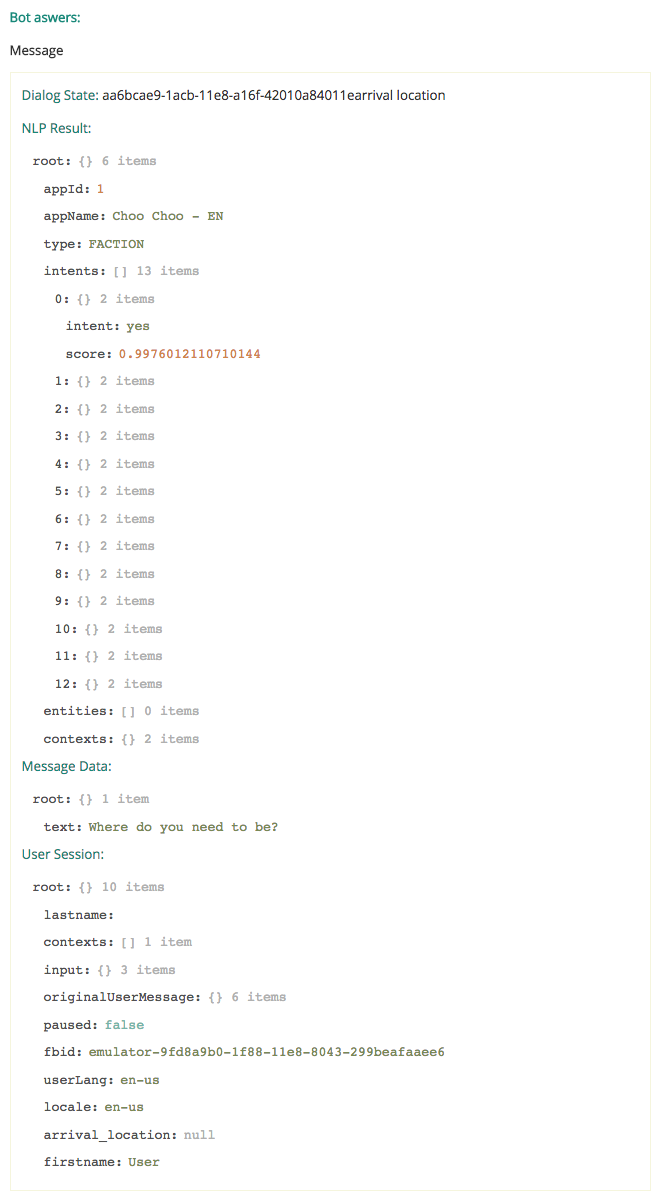 Bot aswers:
Message
Dialog State: aa6bcae9-1acb-11e8-a16f-42010a84011earrival location
NLP Result:
root: {} 6 items
appId: 1
appName: Choo Choo - EN
type: FACTION
intents: [] 13 items
0: {} 2 items
intent: yes
score: 0.9976012110710144
1: {} 2 items
2: {} 2 items
3: {} 2 items
4: {} 2 items
5: {} 2 items
6: {} 2 items
7: {} 2 items
8: {} 2 items
9: {} 2 items
10: {} 2 items
11: {} 2 items
12: {} 2 items
entities: [] 0 items
contexts: {} 2 items
Message Data:
root: {} 1 item
text: Where do you need to be?
User Session:
root: {} 10 items
lastname:
contexts: [] 1 item
input: {} 3 items
originalUserMessage: {} 6 items
paused: false
fbid: emulator-9fd8a9b0-1f88-11e8-8043-299beafaaee6
userLang: en-us
locale: en-us
arrival_location: null
firstname: User